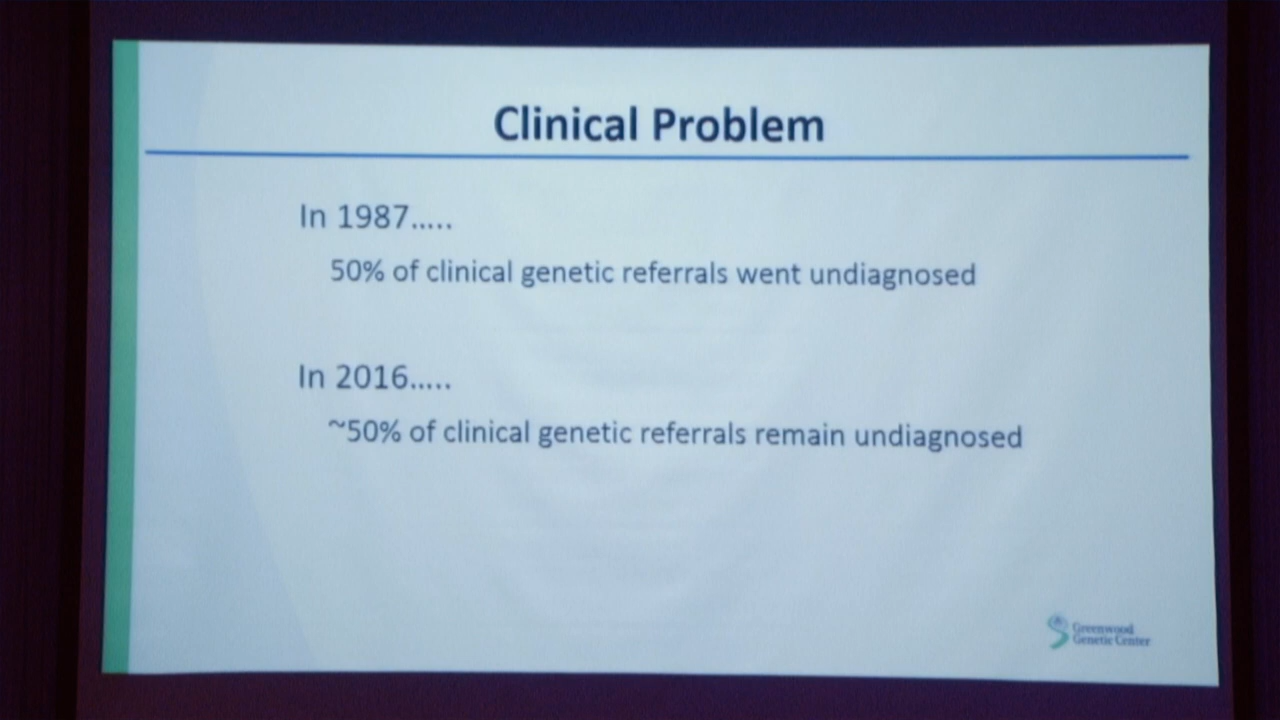 Clinical Problem
In 1987.....
50% of clinical genetic referrals went undiagnosed
In 2016.....
~50% of clinical genetic referrals remain undiagnosed
Greenwood
Genetic Center